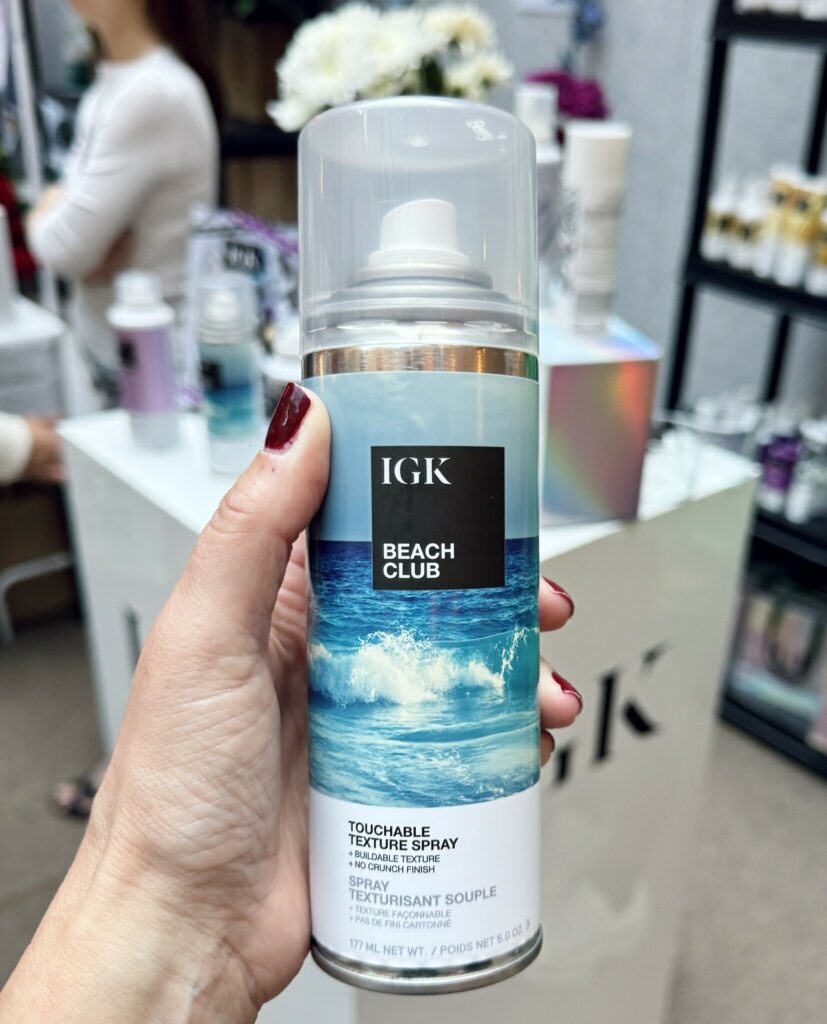 IGK
BEACH
CLUB
TOUCHABLE
TEXTURE SPRAY
+ BUILDABLE TEXTURE
+ NO CRUNCH FINISH
SPRAY
TEXTURISANT SOUPLE
+ TEXTURE FAÇONNABLE
+ PAS DE FINI CARTONNÉ
177 ML NET WT. / POIDS NET 5.0 OZ.
GK